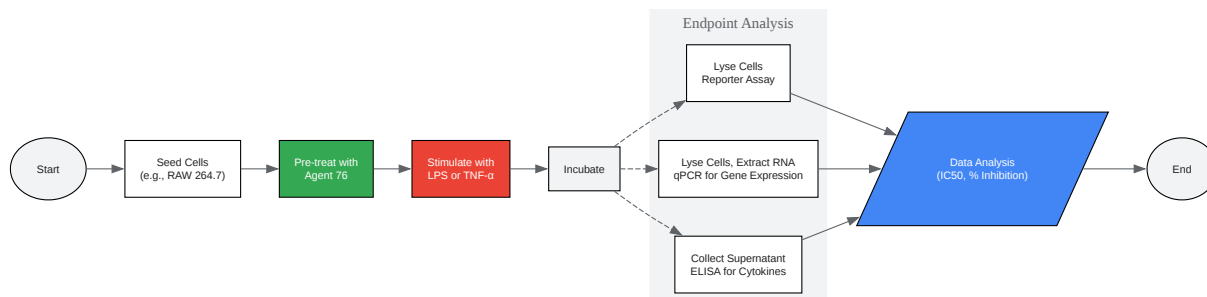 Start
Seed Cells
(e.g., RAW 264.7)
Pre-treat with
Agent 76
Stimulate with
LPS or TNF-α
Incubate
Endpoint Analysis
Lyse Cells
Reporter Assay
Lyse Cells, Extract RNA
qPCR for Gene Expression
Collect Supernatant
ELISA for Cytokines
Data Analysis
(IC50, % Inhibition)
End